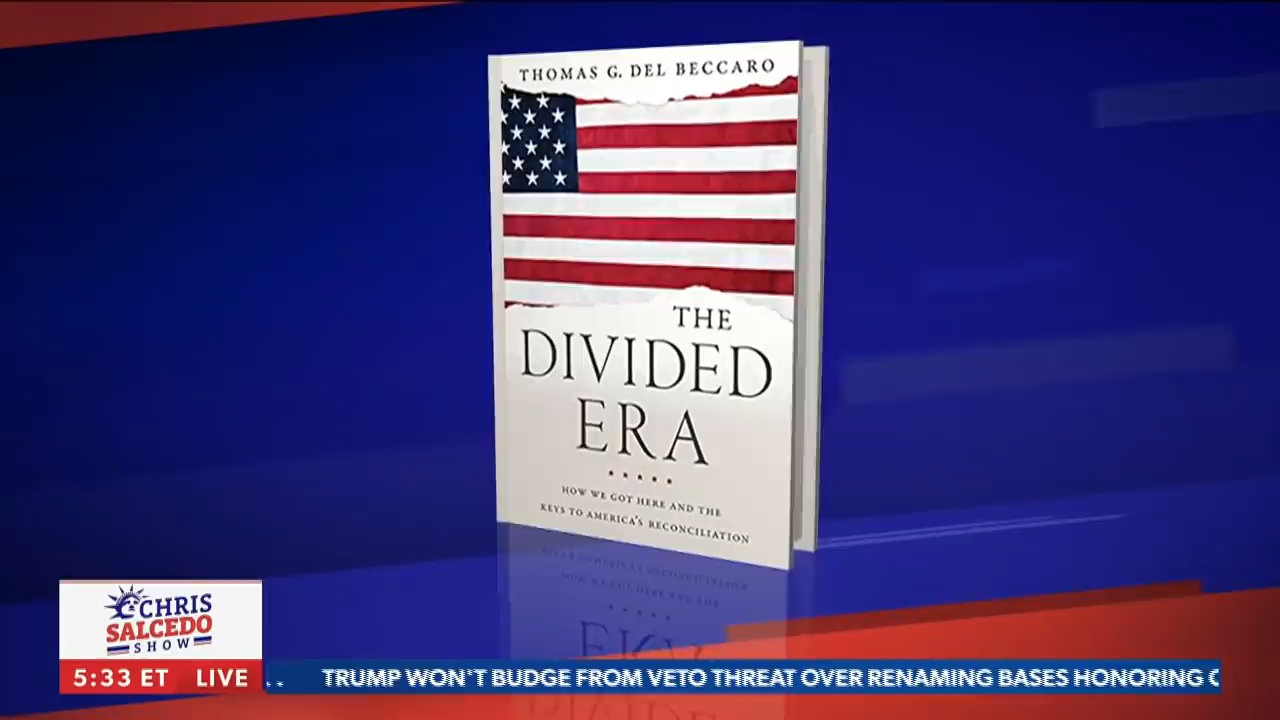 THOMAS G. DEL BECCARO
THE
DIVIDED
ERA
HOW WE GOT HERE AND THE
KEYS TO AMERICA'S RECONCILIATION
CHRIS
SALCEDO
SHOW
5:33 ET LIVE
.. TRUMP WON'T BUDGE FROM VETO THREAT OVER RENAMING BASES HONORING